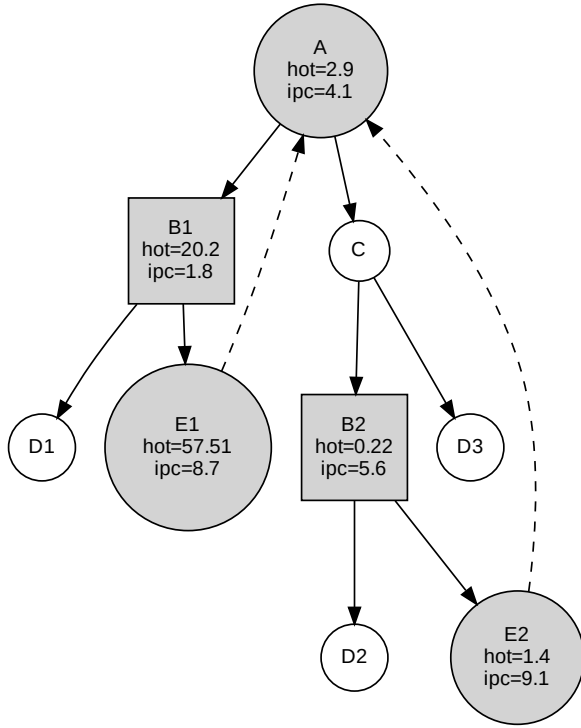 A
hot=2.9
ipc=4.1
B1
hot=20.2
ipc=1.8
C
D1
E1
hot=57.51
ipc=8.7
B2
hot=0.22
ipc=5.6
D3
D2
E2
hot=1.4
ipc=9.1